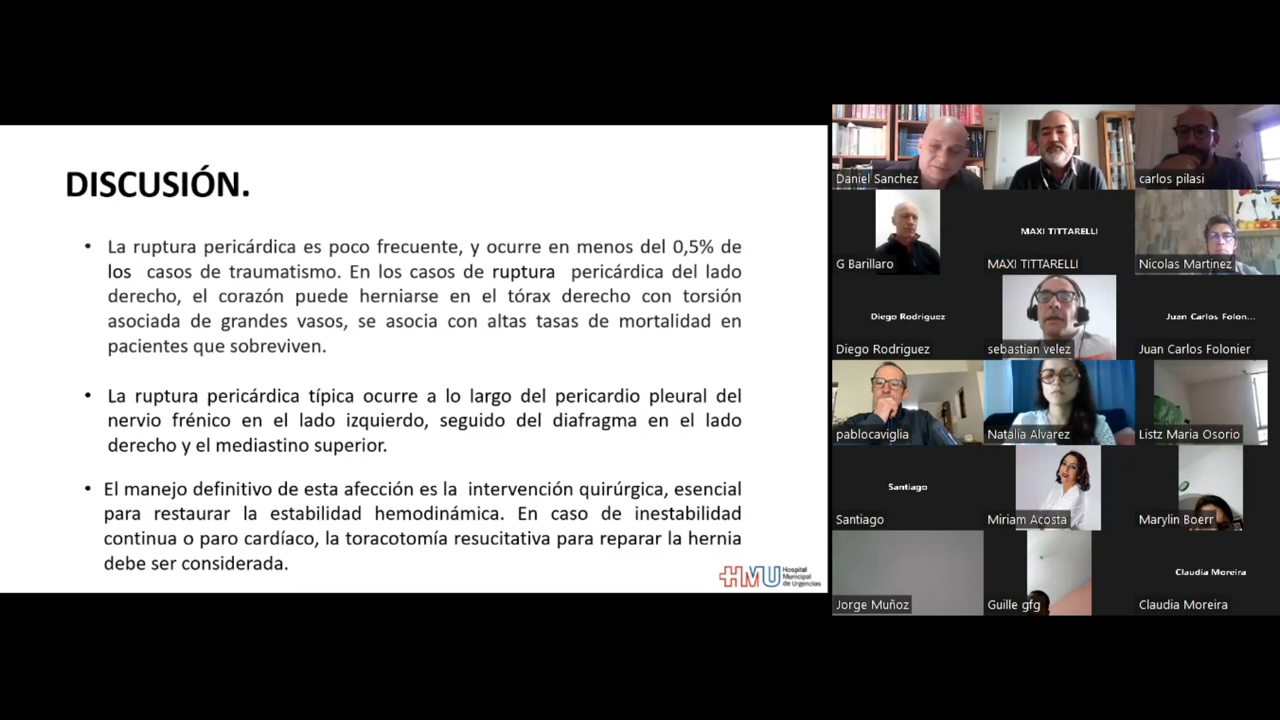 DISCUSIÓN.
• La ruptura pericárdica es poco frecuente, y ocurre en menos del 0,5% de
los casos de traumatismo. En los casos de ruptura pericárdica del lado
derecho, el corazón puede herniarse en el tórax derecho con torsión
asociada de grandes vasos, se asocia con altas tasas de mortalidad en
pacientes que sobreviven.
• La ruptura pericárdica típica ocurre a lo largo del pericardio pleural del
nervio frénico en el lado izquierdo, seguido del diafragma en el lado
derecho y el mediastino superior.
• El manejo definitivo de esta afección es la intervención quirúrgica, esencial
para restaurar la estabilidad hemodinámica. En caso de inestabilidad
continua o paro cardíaco, la toracotomía resucitativa para reparar la hernia
debe ser considerada.
HMU
Hospital
Municipal
de Urgencias
Daniel Sanchez
carlos pilasi
G Barillaro
MAXI TITTARELLI
MAXI TITTARELLI
Nicolas Martinez
Diego Rodriguez
Diego Rodriguez
sebastian velez
Juan Carlos Folon...
Juan Carlos Folonier
pablocaviglia
Natalia Alvarez
Listz Maria Osorio
Santiago
Santiago
Miriam Acosta
Marylin Boerr
Jorge Muñoz
Guille gfg
Claudia Moreira
Claudia Moreira